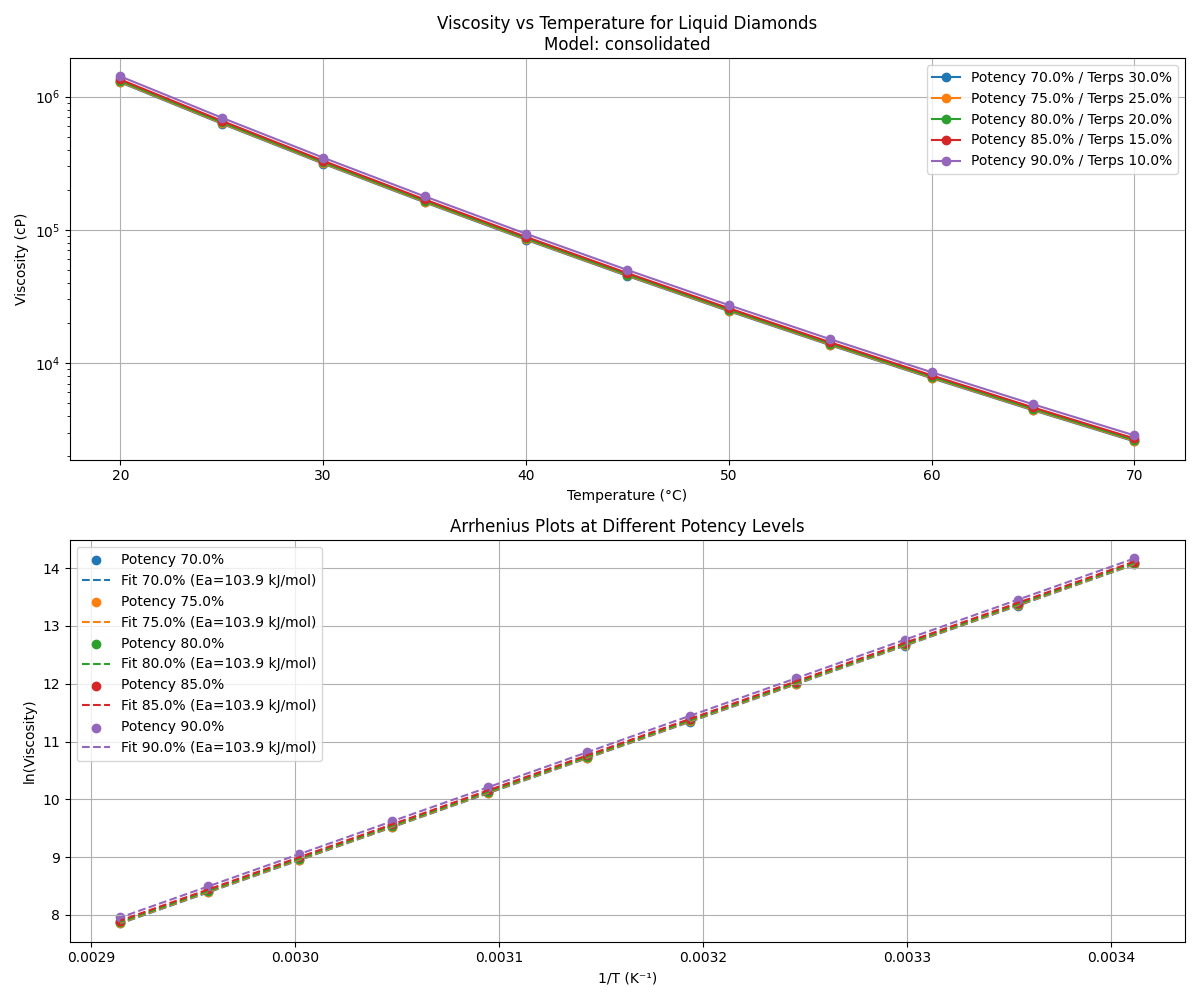 Viscosity vs Temperature for Liquid Diamonds
Model: consolidated
Viscosity (cP)
10⁶
10⁵
10⁴
Potency 70.0% / Terps 30.0%
Potency 75.0% / Terps 25.0%
Potency 80.0% / Terps 20.0%
Potency 85.0% / Terps 15.0%
Potency 90.0% / Terps 10.0%
20 30 40 50 60 70
Temperature (°C)
Arrhenius Plots at Different Potency Levels
ln(Viscosity)
14
13
12
11
10
9
8
Potency 70.0%
Fit 70.0% (Ea=103.9 kJ/mol)
Potency 75.0%
Fit 75.0% (Ea=103.9 kJ/mol)
Potency 80.0%
Fit 80.0% (Ea=103.9 kJ/mol)
Potency 85.0%
Fit 85.0% (Ea=103.9 kJ/mol)
Potency 90.0%
Fit 90.0% (Ea=103.9 kJ/mol)
0.0029 0.0030 0.0031 0.0032 0.0033 0.0034
1/T (K⁻¹)